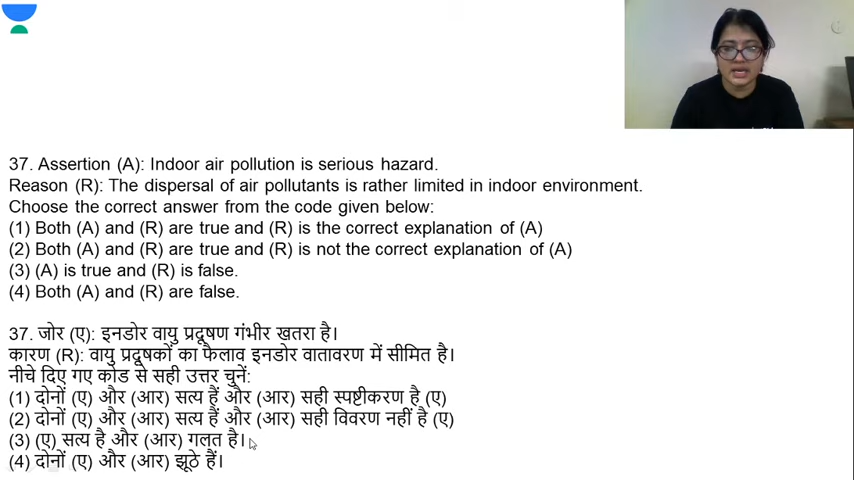 37. Assertion (A): Indoor air pollution is serious hazard.
Reason (R): The dispersal of air pollutants is rather limited in indoor environment.
Choose the correct answer from the code given below:
(1) Both (A) and (R) are true and (R) is the correct explanation of (A)
(2) Both (A) and (R) are true and (R) is not the correct explanation of (A)
(3) (A) is true and (R) is false.
(4) Both (A) and (R) are false.
37. जोर (ए): इनडोर वायु प्रदूषण गंभीर खतरा है।
कारण (R): वायु प्रदूषकों का फैलाव इनडोर वातावरण में सीमित है।
नीचे दिए गए कोड से सही उत्तर चुनें:
(1) दोनों (ए) और (आर) सत्य हैं और (आर) सही स्पष्टीकरण है (ए)
(2) दोनों (ए) और (आर) सत्य हैं और (आर) सही विवरण नहीं है (ए)
(3) (ए) सत्य है और (आर) गलत है।
(4) दोनों (ए) और (आर) झूठे हैं।